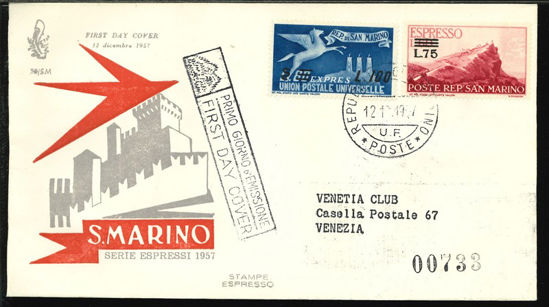 FIRST DAY COVER
12 dicembre 1957
S.MARINO
SERIE ESPRESSI 1957
PRIMO GIORNO d'EMISSIONE
FIRST DAY COVER
REP. DI SAN MARINO
EXPRES
L. 100
UNION POSTALE UNIVERSELLE
ESPRESSO
L.75
POSTE REP. SAN MARINO
U.F.
POSTE
VENETIA CLUB
Casella Postale 67
VENEZIA
00733
STAMPE
ESPRESSO